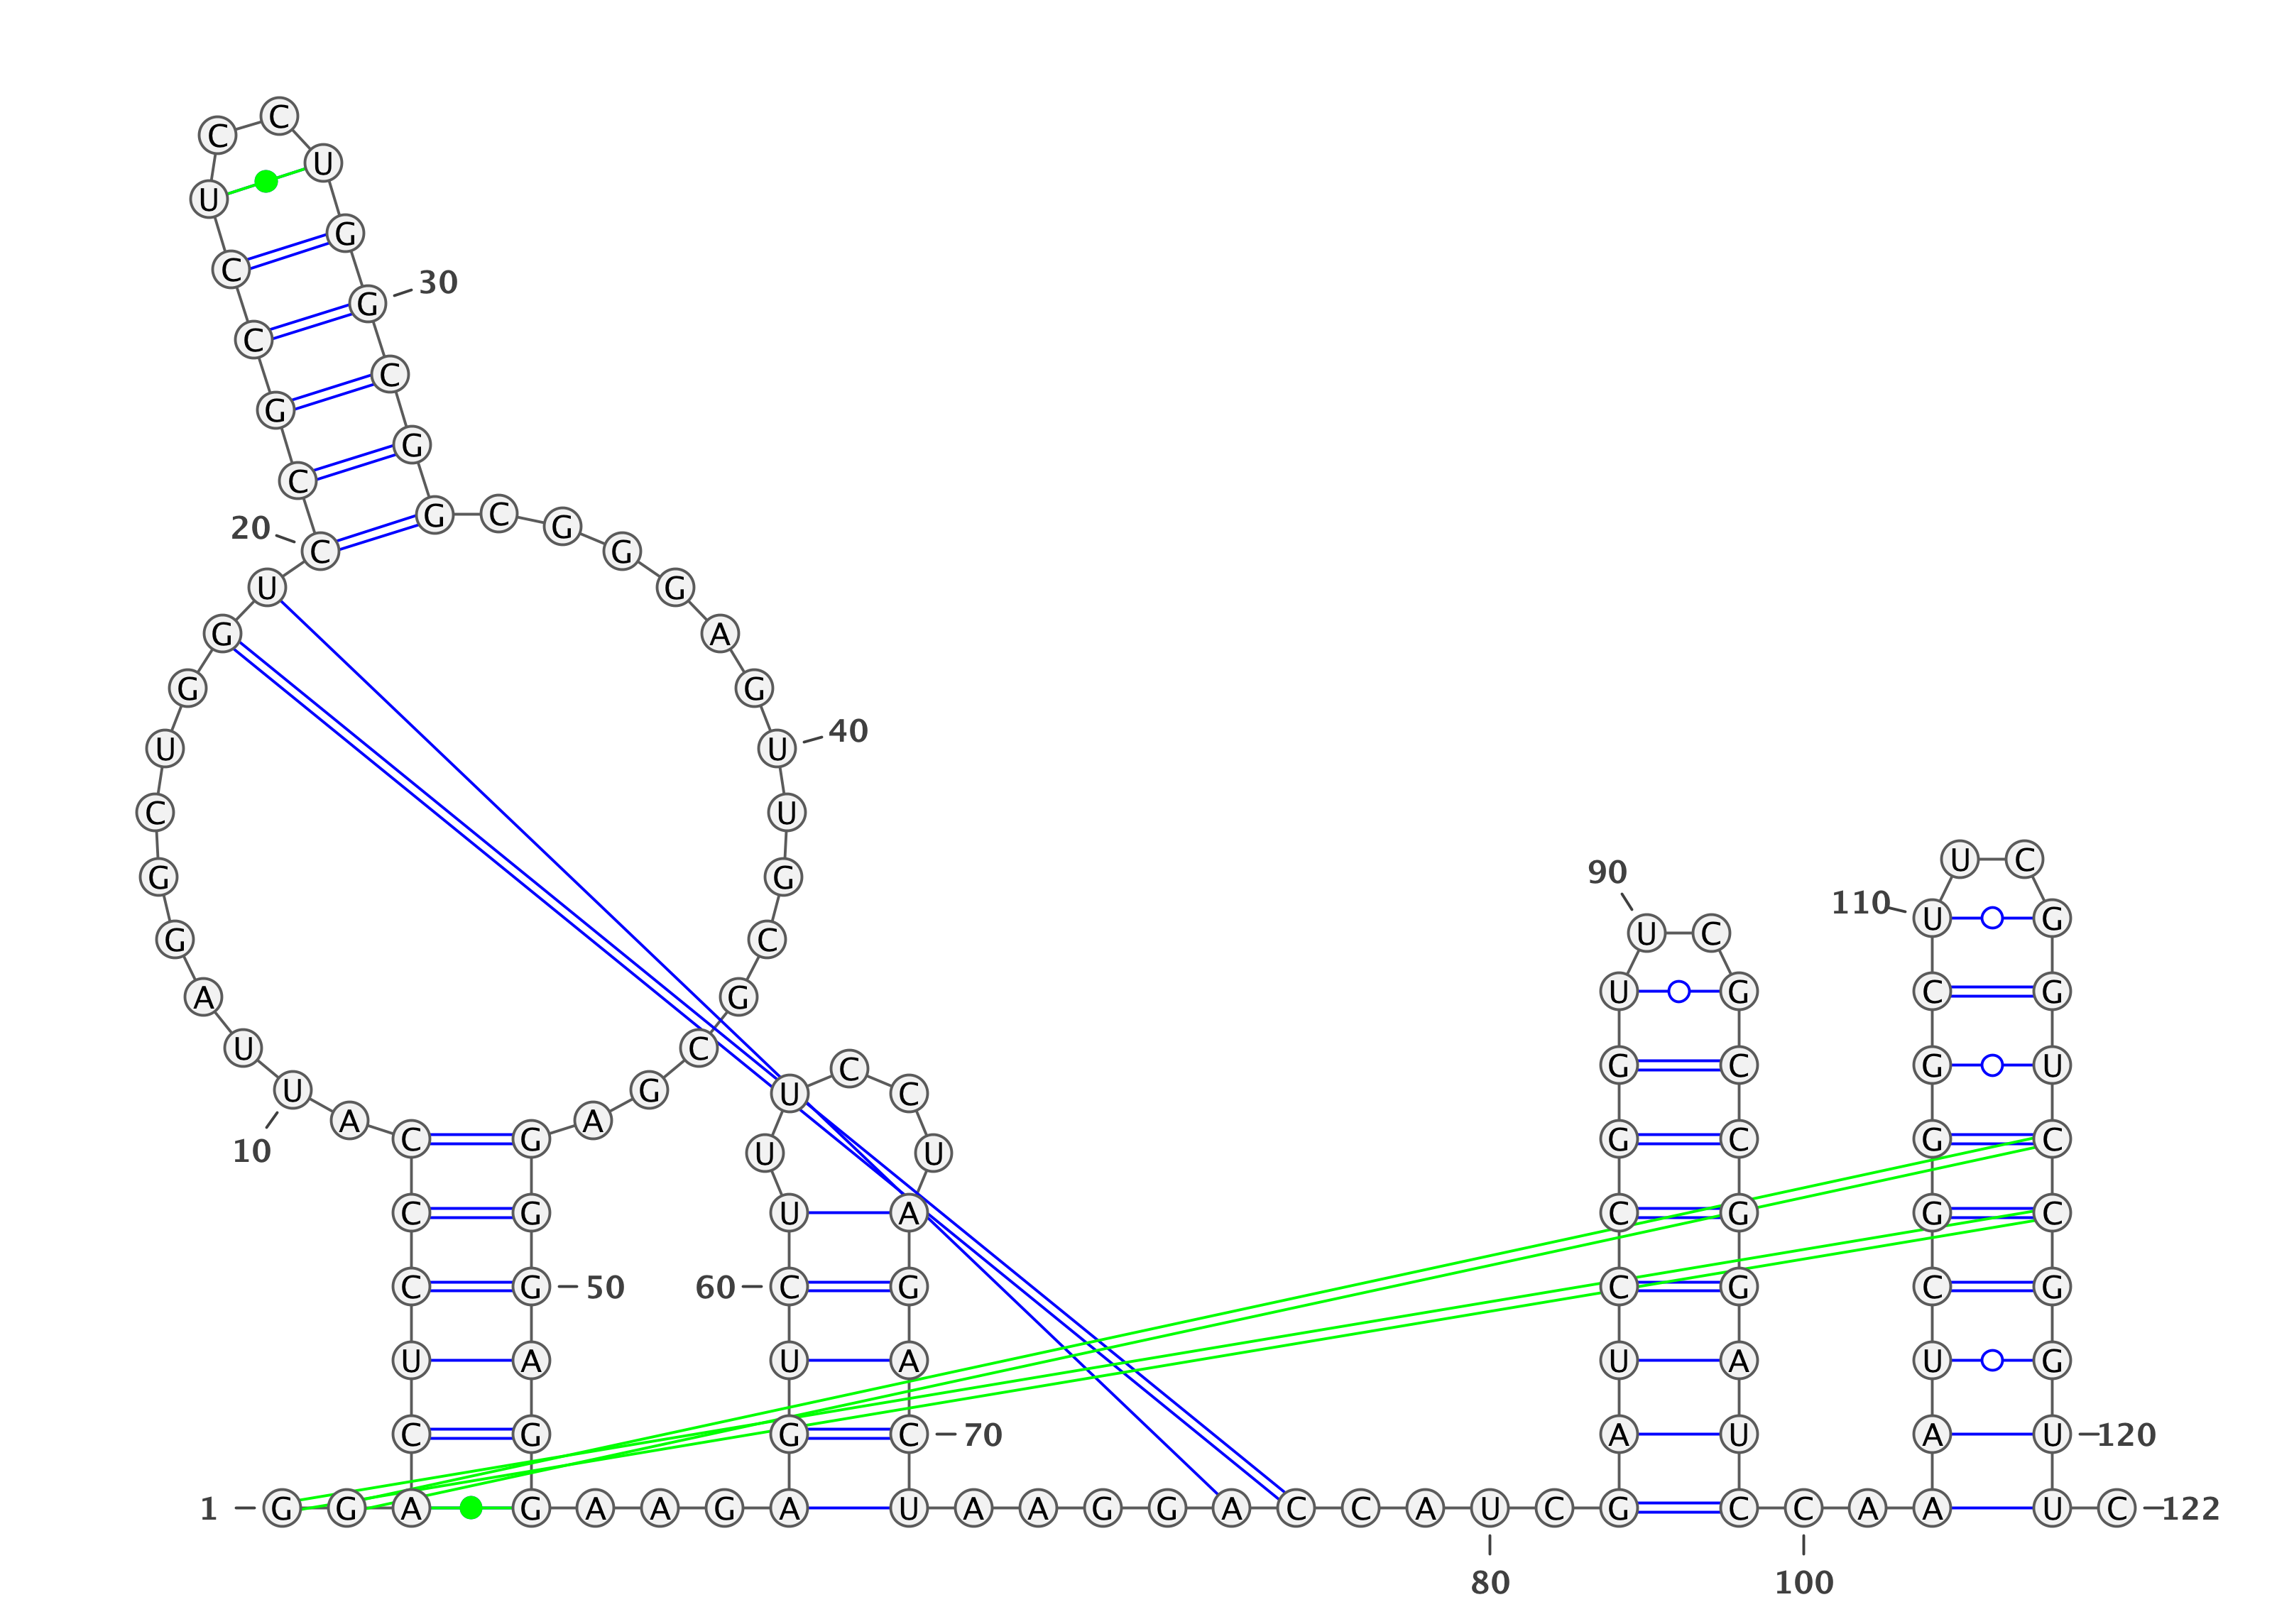 C
C
U
U
G
C
30
G
C
C
G
G
C
G C G
20 C G
U G
G A
G G
U U 40
C U
U C
90 G G
110 U G
G C U C
A G U G C G
U C
C G C G U
U G U C
A A
C G G C G C
10 U U
C G U A C G G C
C G 50 60 C G C G C G
U A U A U A U G
C G G C 70 A U A U 120
1 G G A G A A G A U A A G G A C C A U C G C C A A U C 122
80 100